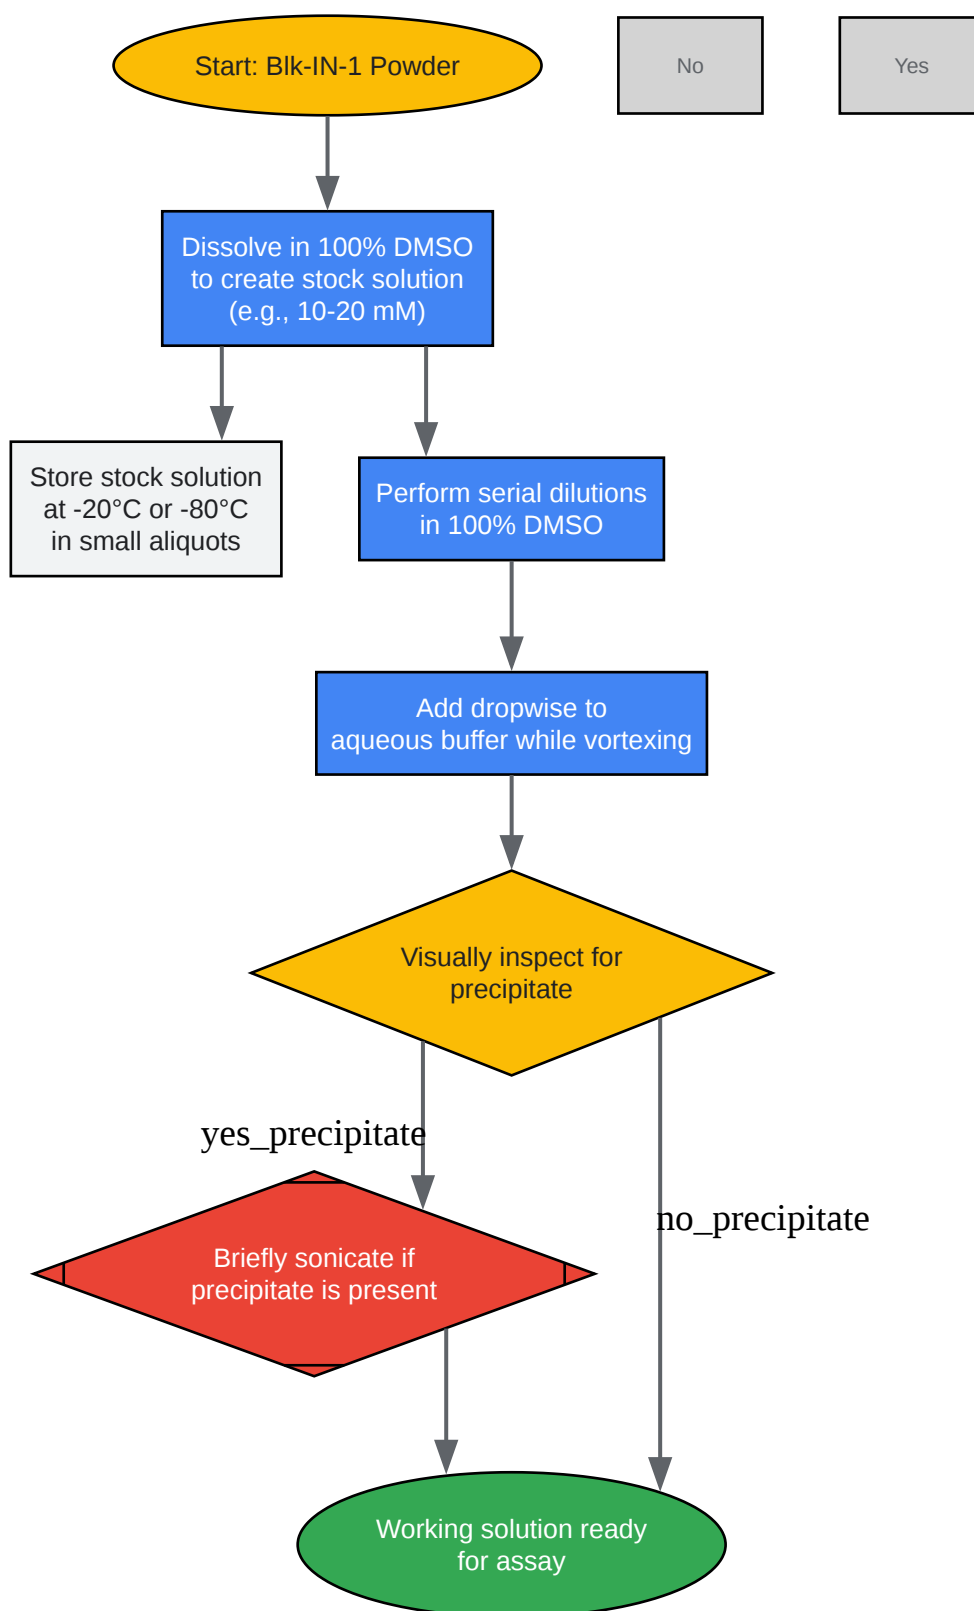 Start: Blk-IN-1 Powder
No
Yes
Dissolve in 100% DMSO
to create stock solution
(e.g., 10-20 mM)
Store stock solution
at -20°C or -80°C
in small aliquots
Perform serial dilutions
in 100% DMSO
Add dropwise to
aqueous buffer while vortexing
Visually inspect for
precipitate
yes_precipitate
no_precipitate
Briefly sonicate if
precipitate is present
Working solution ready
for assay